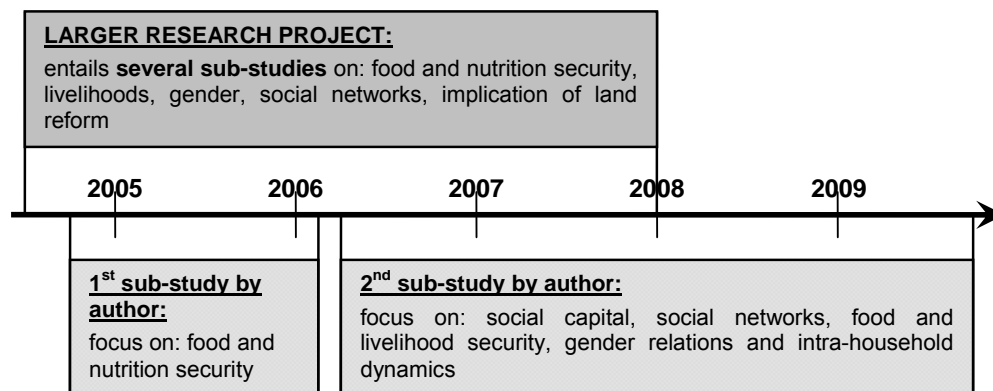 LARGER RESEARCH PROJECT:
entails several sub-studies on: food and nutrition security,
livelihoods, gender, social networks, implication of land
reform
2005 2006 2007 2008 2009
1st sub-study by
author:
focus on: food and
nutrition security
2nd sub-study by author:
focus on: social capital, social networks, food and
livelihood security, gender relations and intra-household
dynamics